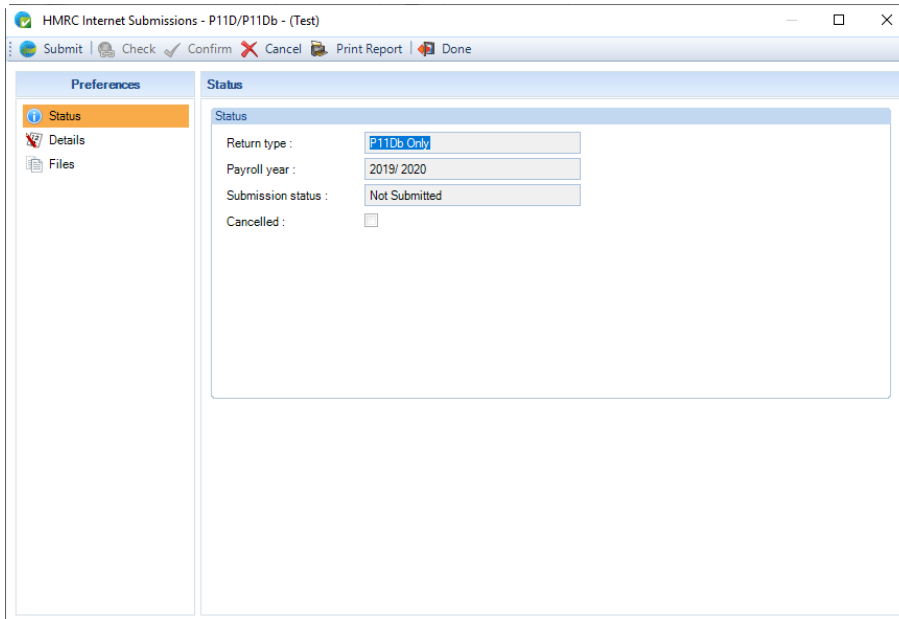 HMRC Internet Submissions - P11D/P11Db - (Test)
Submit Check Confirm Cancel Print Report Done
Preferences
Status
Details
Files
Status
Status
Return type : P11Db Only
Payroll year : 2019/ 2020
Submission status : Not Submitted
Cancelled :